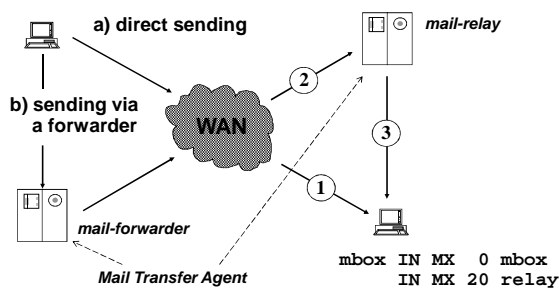 a) direct sending
mail-relay
2
b) sending via
a forwarder
WAN
3
1
mail-forwarder
Mail Transfer Agent
mbox IN MX  0 mbox
IN MX 20 relay